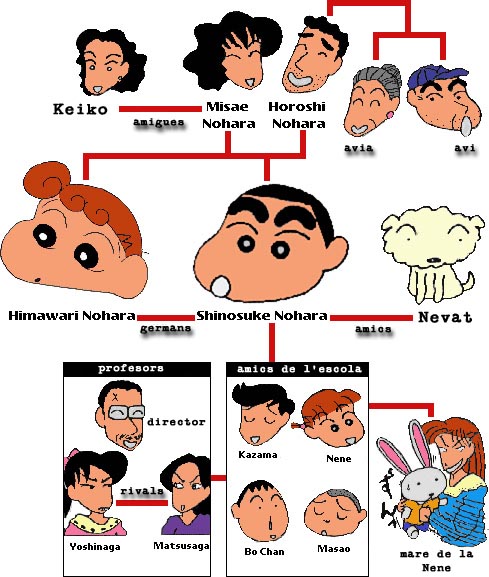 Keiko
amigues
Misae
Nohara
Horoshi
Nohara
avia
avi
Himawari Nohara
germans
Shinosuke Nohara
amics
Nevat
profesors
amics de l'escola
director
Kazama
Nene
rivals
Yoshinaga
Matsusaga
Bo Chan
Masao
mare de la
Nene